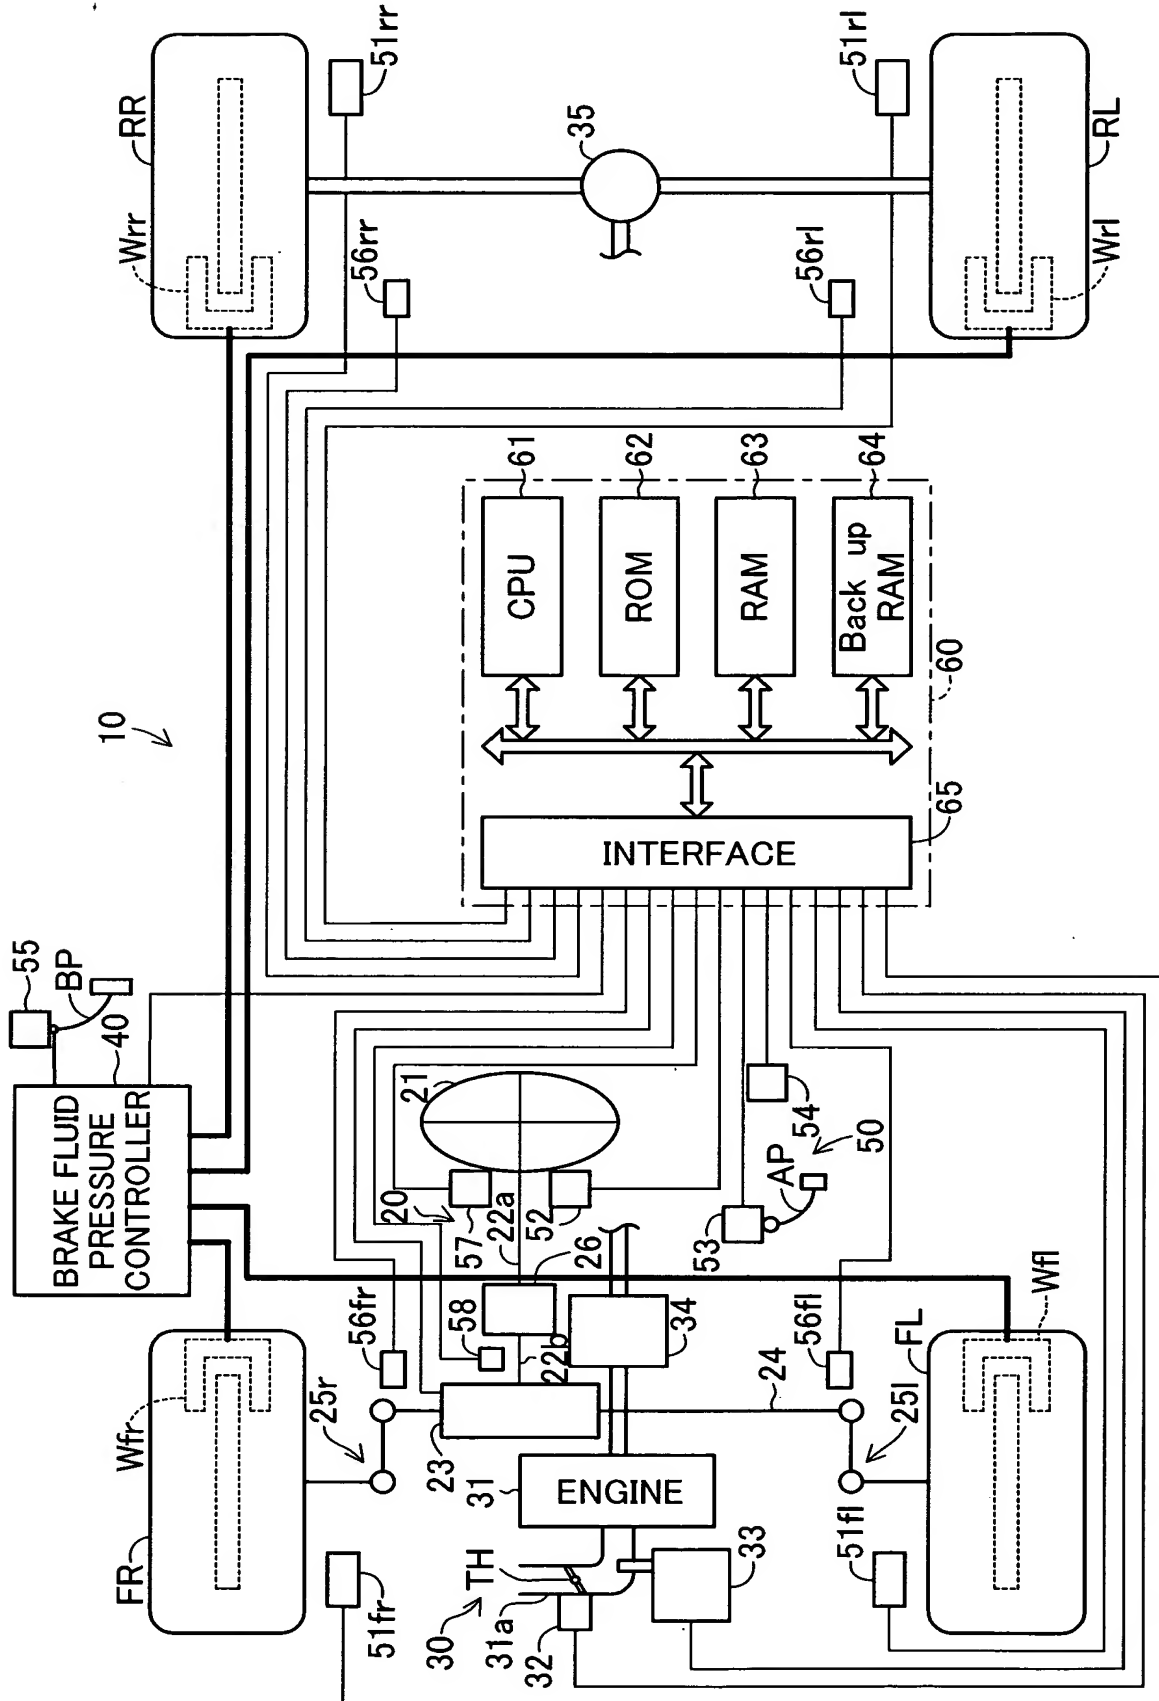 10
FR
Wfr
51fr
25r
56fr
BRAKE FLUID
PRESSURE
CONTROLLER
40
55
BP
Wrr
RR
51rr
56rr
35
56rl
51rl
Wrl
RL
30
TH
31a
32
33
31
ENGINE
23
58
22b
34
26
22a
20
57
21
52
53
AP
54
50
24
25l
51fl
56fl
FL
Wfl
INTERFACE
65
60
CPU
61
ROM
62
RAM
63
Back up
RAM
64